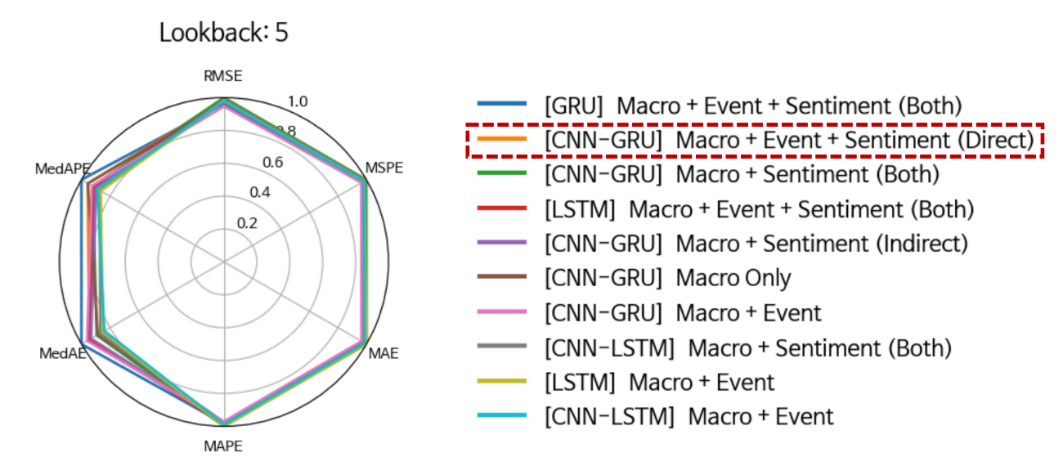 Lookback: 5
RMSE
1.0
0.8
MedAPE
0.6
MSPE
0.4
0.2
MedAE
MAE
MAPE
[GRU] Macro + Event + Sentiment (Both)
[CNN-GRU] Macro + Event + Sentiment (Direct)
[CNN-GRU] Macro + Sentiment (Both)
[LSTM] Macro + Event + Sentiment (Both)
[CNN-GRU] Macro + Sentiment (Indirect)
[CNN-GRU] Macro Only
[CNN-GRU] Macro + Event
[CNN-LSTM] Macro + Sentiment (Both)
[LSTM] Macro + Event
[CNN-LSTM] Macro + Event